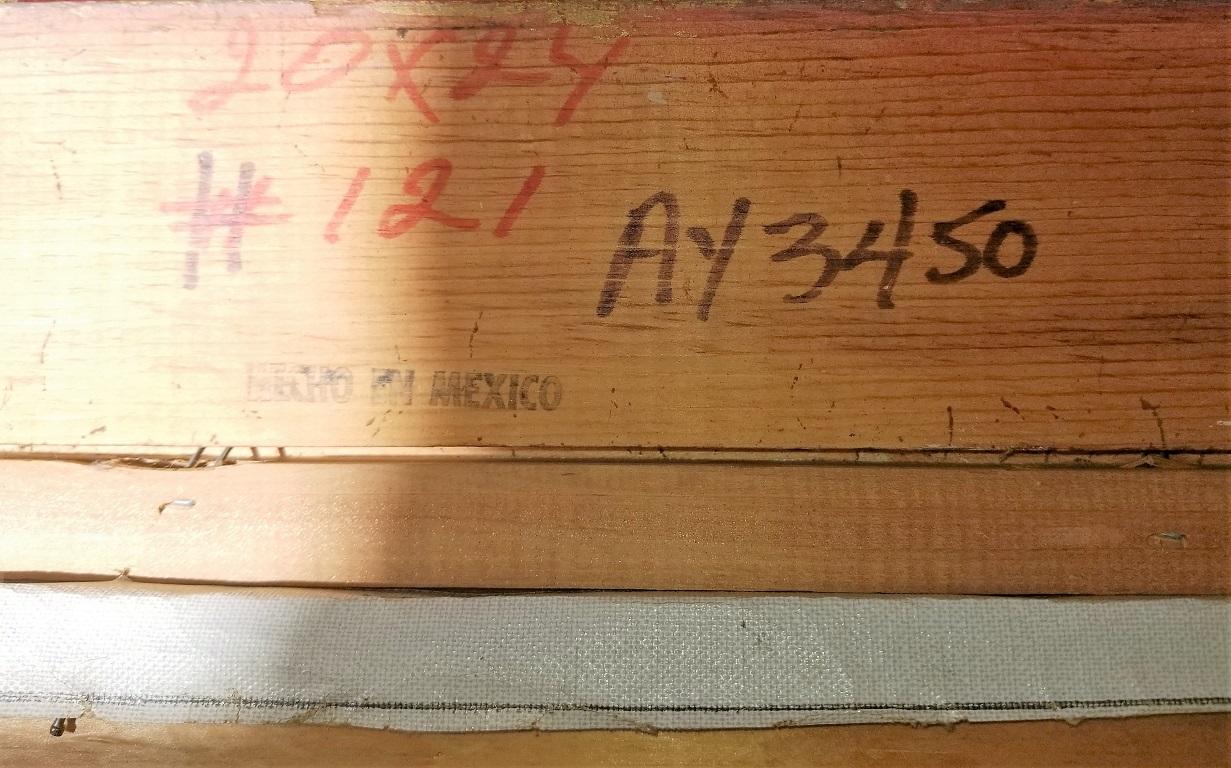 20x24
# 121
AY3450
HECHO EN MEXICO